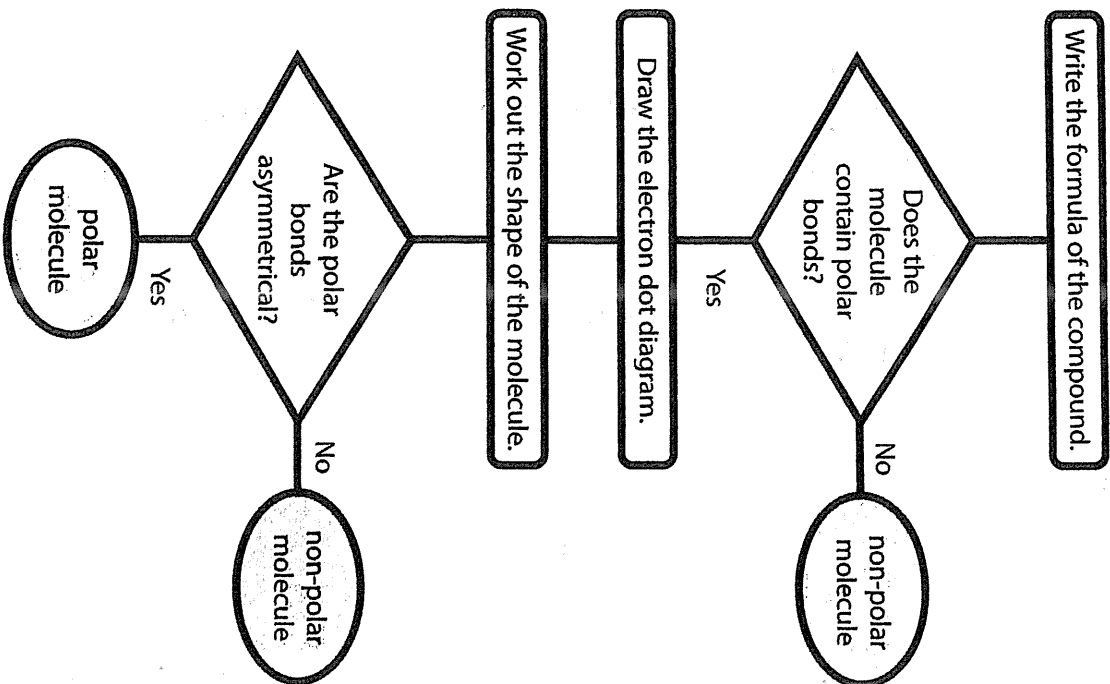 Write the formula of the compound.
Does the
molecule
contain polar
bonds?
No
non-polar
molecule
Yes
Draw the electron dot diagram.
Work out the shape of the molecule.
Are the polar
bonds
asymmetrical?
No
non-polar
molecule
Yes
polar
molecule